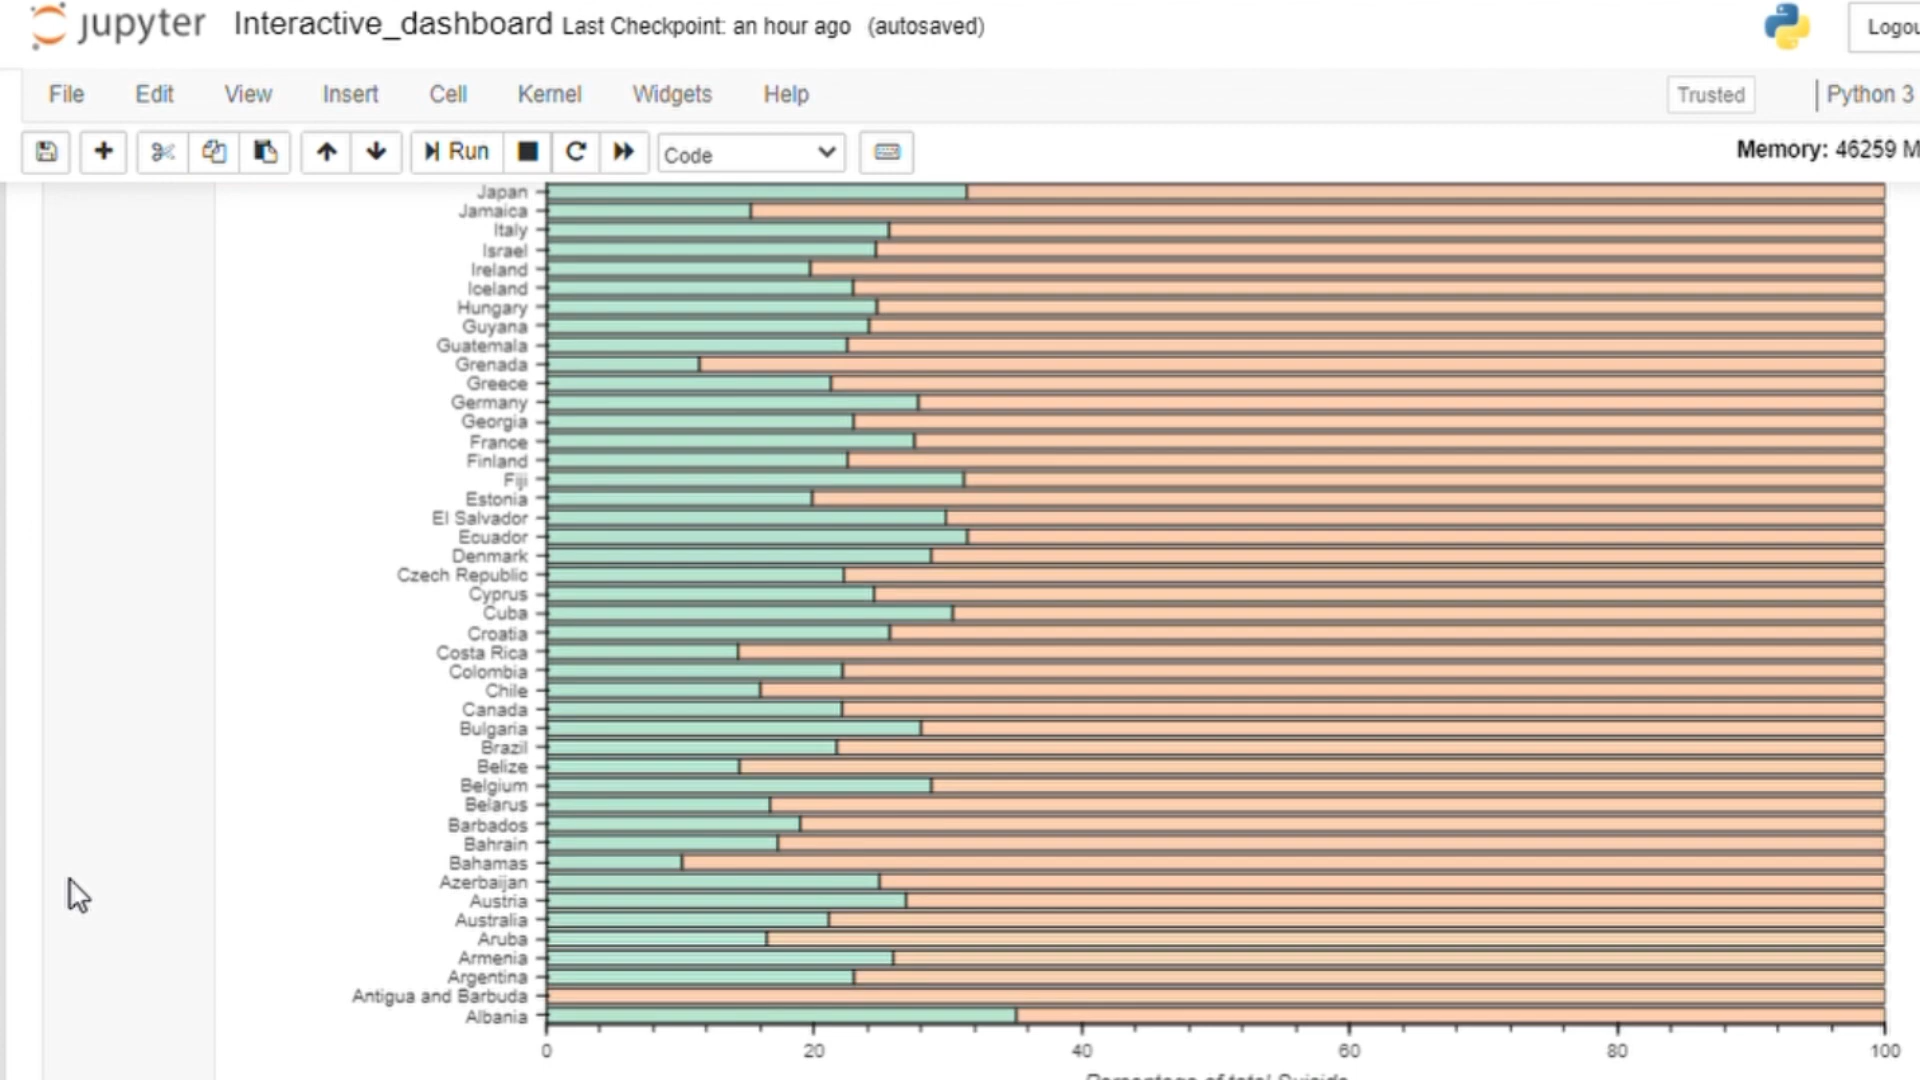 jupyter Interactive_dashboard Last Checkpoint: an hour ago (autosaved) Logou
File Edit View Insert Cell Kernel Widgets Help Trusted Python 3
Run Code Memory: 46259 M
Japan
Jamaica
Italy
Israel
Ireland
Iceland
Hungary
Guyana
Guatemala
Grenada
Greece
Germany
Georgia
France
Finland
Fiji
Estonia
El Salvador
Ecuador
Denmark
Czech Republic
Cyprus
Cuba
Croatia
Costa Rica
Colombia
Chile
Canada
Bulgaria
Brazil
Belize
Belgium
Belarus
Barbados
Bahrain
Bahamas
Azerbaijan
Austria
Australia
Aruba
Armenia
Argentina
Antigua and Barbuda
Albania
0 20 40 60 80 100
Percentage of total Suicide